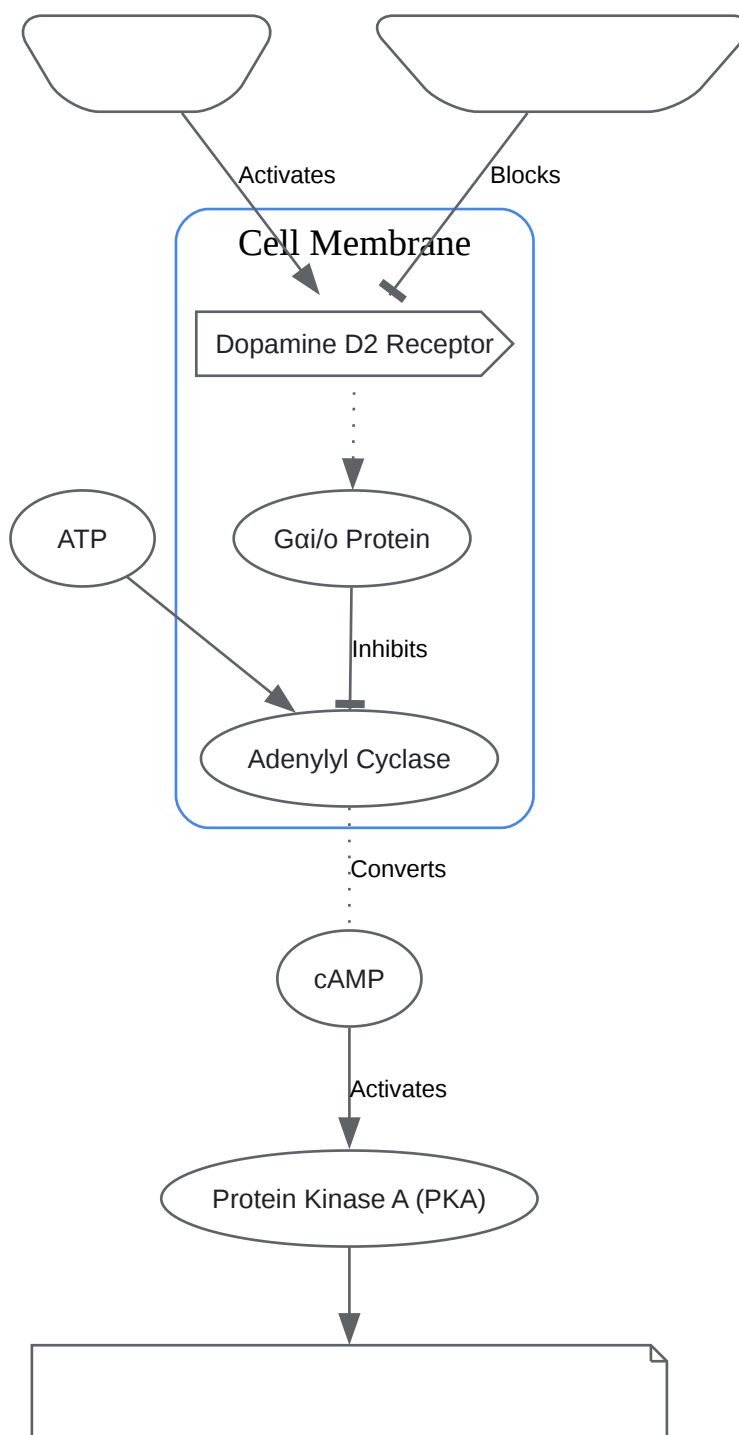 Activates
Blocks
Cell Membrane
Dopamine D2 Receptor
ATP
Gαi/o Protein
Inhibits
Adenylyl Cyclase
Converts
cAMP
Activates
Protein Kinase A (PKA)